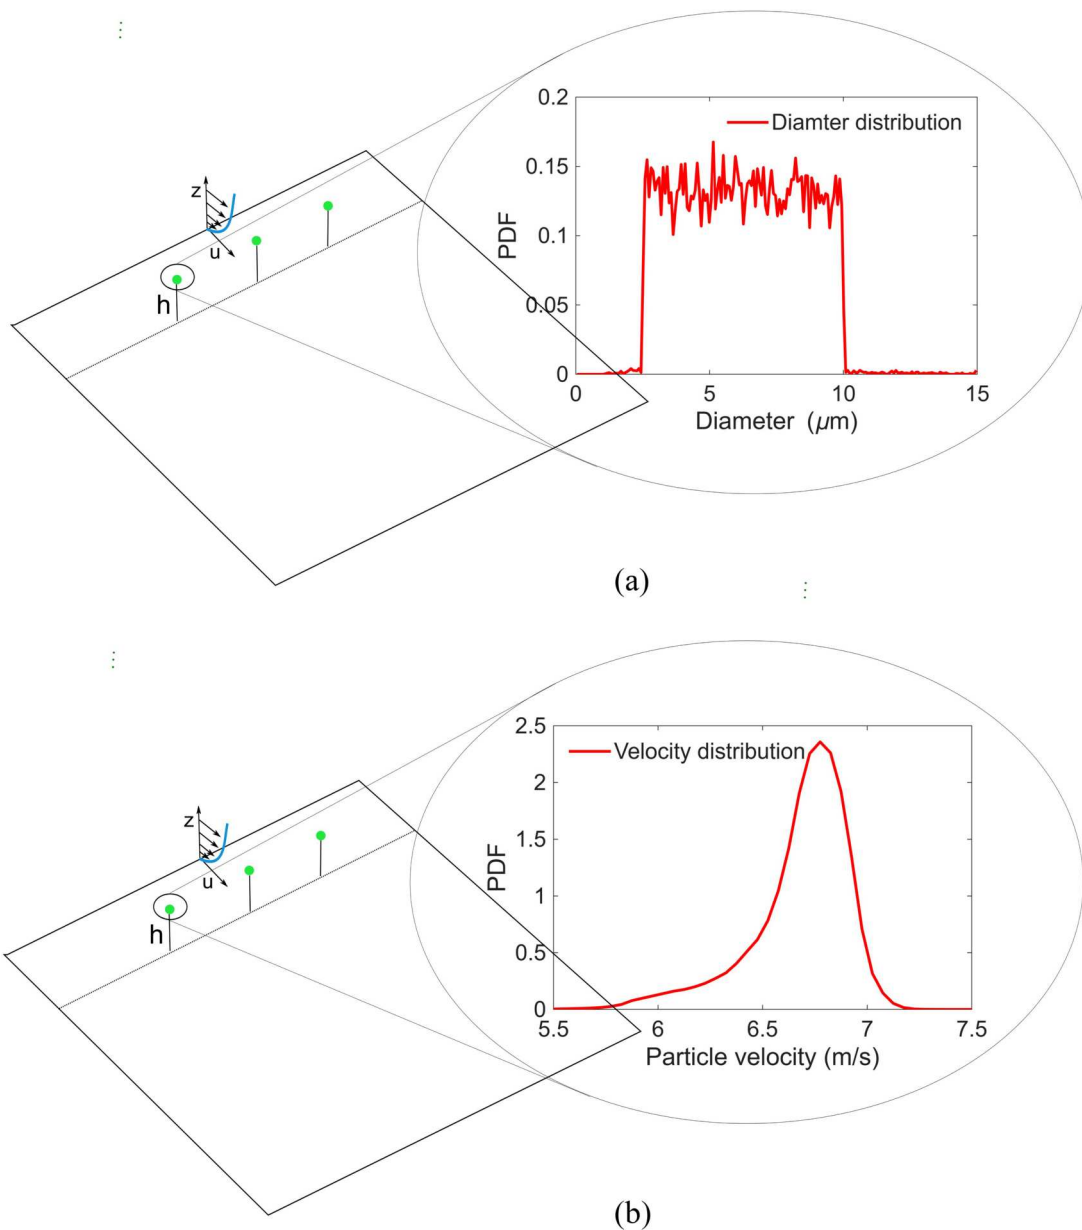 0.2
Diamter distribution
0.15
PDF
0.1
0.05
0
0 5 10 15
Diameter (µm)
z
u
h
(a)
2.5
Velocity distribution
2
1.5
PDF
1
0.5
0
5.5 6 6.5 7 7.5
Particle velocity (m/s)
z
u
h
(b)